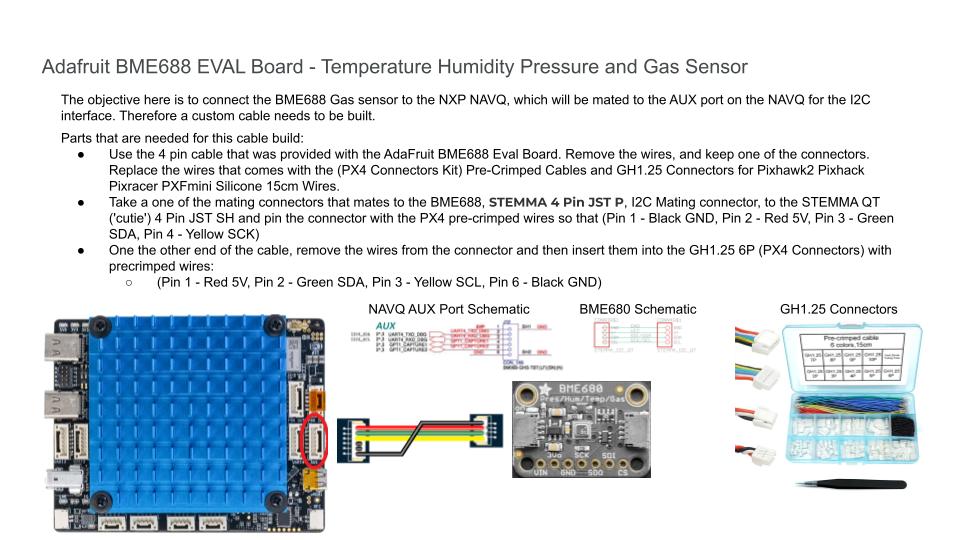 Adafruit BME688 EVAL Board - Temperature Humidity Pressure and Gas Sensor
The objective here is to connect the BME688 Gas sensor to the NXP NAVQ, which will be mated to the AUX port on the NAVQ for the I2C
interface. Therefore a custom cable needs to be built.
Parts that are needed for this cable build:
● Use the 4 pin cable that was provided with the AdaFruit BME688 Eval Board. Remove the wires, and keep one of the connectors.
Replace the wires that comes with the (PX4 Connectors Kit) Pre-Crimped Cables and GH1.25 Connectors for Pixhawk2 Pixhack
Pixracer PXFmini Silicone 15cm Wires.
● Take a one of the mating connectors that mates to the BME688, STEMMA 4 Pin JST P, I2C Mating connector, to the STEMMA QT
('cutie') 4 Pin JST SH and pin the connector with the PX4 pre-crimped wires so that (Pin 1 - Black GND, Pin 2 - Red 5V, Pin 3 - Green
SDA, Pin 4 - Yellow SCK)
● One the other end of the cable, remove the wires from the connector and then insert them into the GH1.25 6P (PX4 Connectors) with
precrimped wires:
○ (Pin 1 - Red 5V, Pin 2 - Green SDA, Pin 3 - Yellow SCL, Pin 6 - Black GND)
NAVQ AUX Port Schematic
BME680 Schematic
GH1.25 Connectors
AUX
Pre-crimped cable
6 colors,15cm
BME680
Pres/Hum/Temp/Gas
3Vo SCK SDI
VIN GND SDO CS